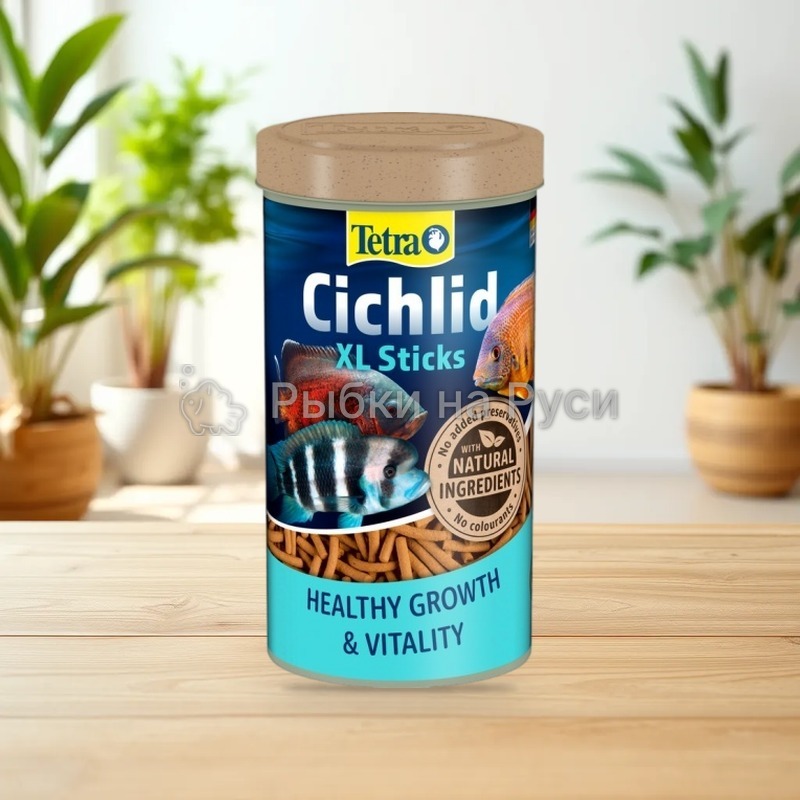 Tetra
Cichlid
XL Sticks
Рыбки на Руси
No added preservatives
WITH
NATURAL
INGREDIENTS
No colourants
HEALTHY GROWTH
& VITALITY